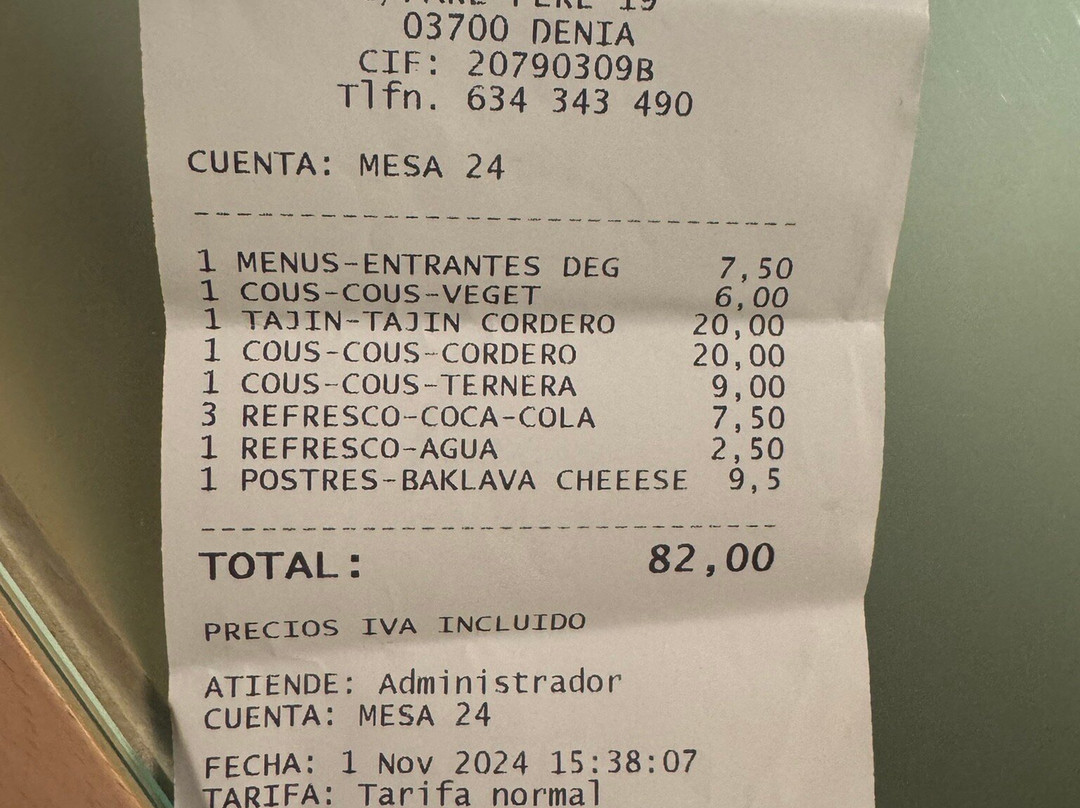 19
03700 DENIA
CIF: 20790309B
Tlfn. 634 343 490
CUENTA: MESA 24
1 MENUS-ENTRANTES DEG 7,50
1 COUS-COUS-VEGET 6,00
1 TAJIN-TAJIN CORDERO 20,00
1 COUS-COUS-CORDERO 20,00
1 COUS-COUS-TERNERA 9,00
3 REFRESCO-COCA-COLA 7,50
1 REFRESCO-AGUA 2,50
1 POSTRES-BAKLAVA CHEEESE 9,5
TOTAL: 82,00
PRECIOS IVA INCLUIDO
ATIENDE: Administrador
CUENTA: MESA 24
FECHA: 1 Nov 2024 15:38:07
TARIFA: Tarifa normal